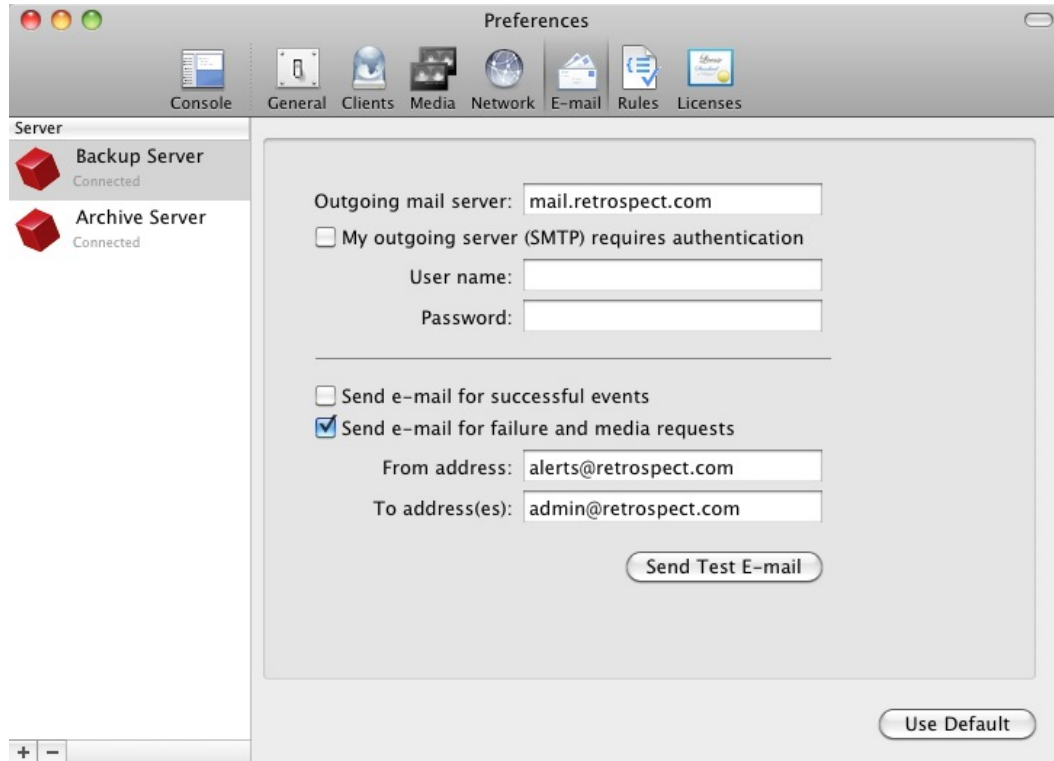 Preferences
Console General Clients Media Network E-mail Rules Licenses
Server
Backup Server
Connected
Archive Server
Connected
Outgoing mail server: mail.retrospect.com
My outgoing server (SMTP) requires authentication
User name:
Password:
Send e-mail for successful events
Send e-mail for failure and media requests
From address: alerts@retrospect.com
To address(es): admin@retrospect.com
Send Test E-mail
Use Default
+ −